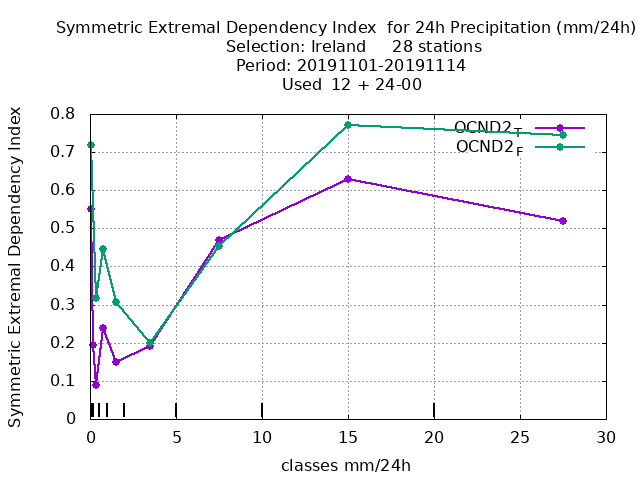 Symmetric Extremal Dependency Index  for 24h Precipitation (mm/24h)
Selection: Ireland     28 stations
Period: 20191101-20191114
Used  12 + 24-00
Symmetric Extremal Dependency Index
0.8
0.7
0.6
0.5
0.4
0.3
0.2
0.1
0
OCND2T
OCND2F
0 5 10 15 20 25 30
classes mm/24h